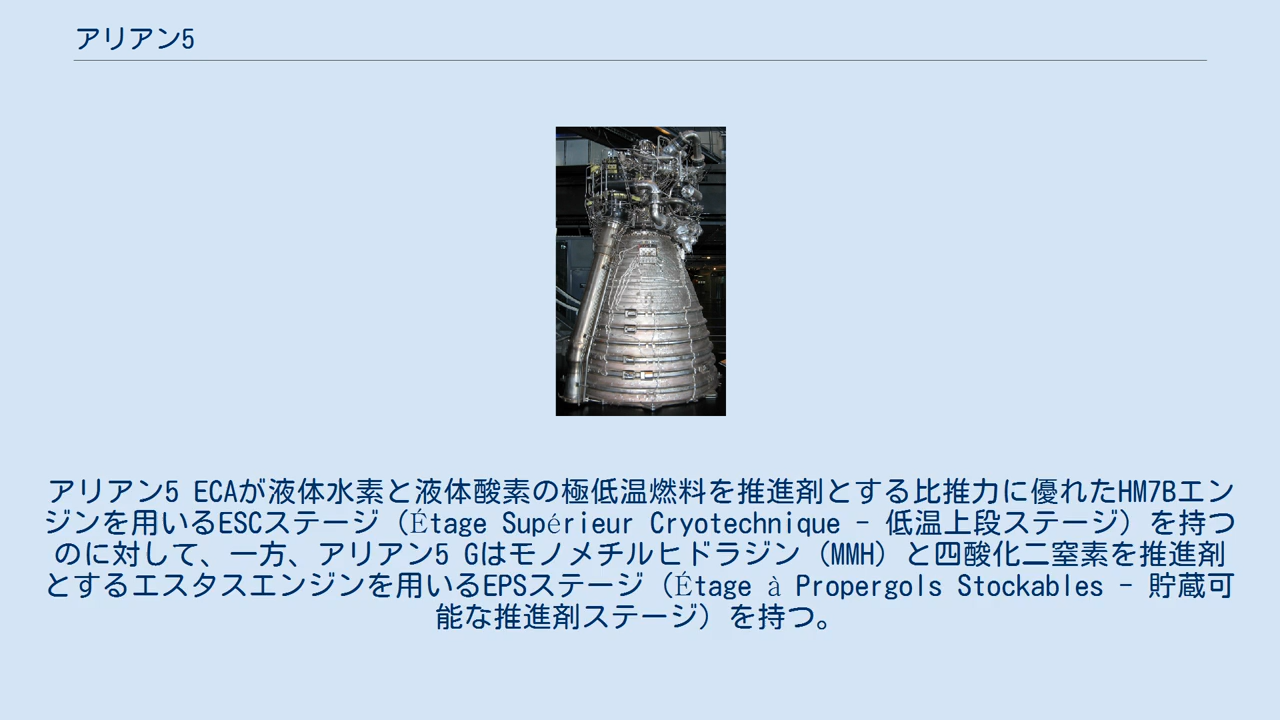 アリアン5
アリアン5 ECAが液体水素と液体酸素の極低温燃料を推進剤とする比推力に優れたHM7Bエン
ジンを用いるESCステージ（Étage Supérieur Cryotechnique - 低温上段ステージ）を持つ
のに対して、一方、アリアン5 Gはモノメチルヒドラジン（MMH）と四酸化二窒素を推進剤
とするエスタスエンジンを用いるEPSステージ（Étage à Propergols Stockables - 貯蔵可
能な推進剤ステージ）を持つ。